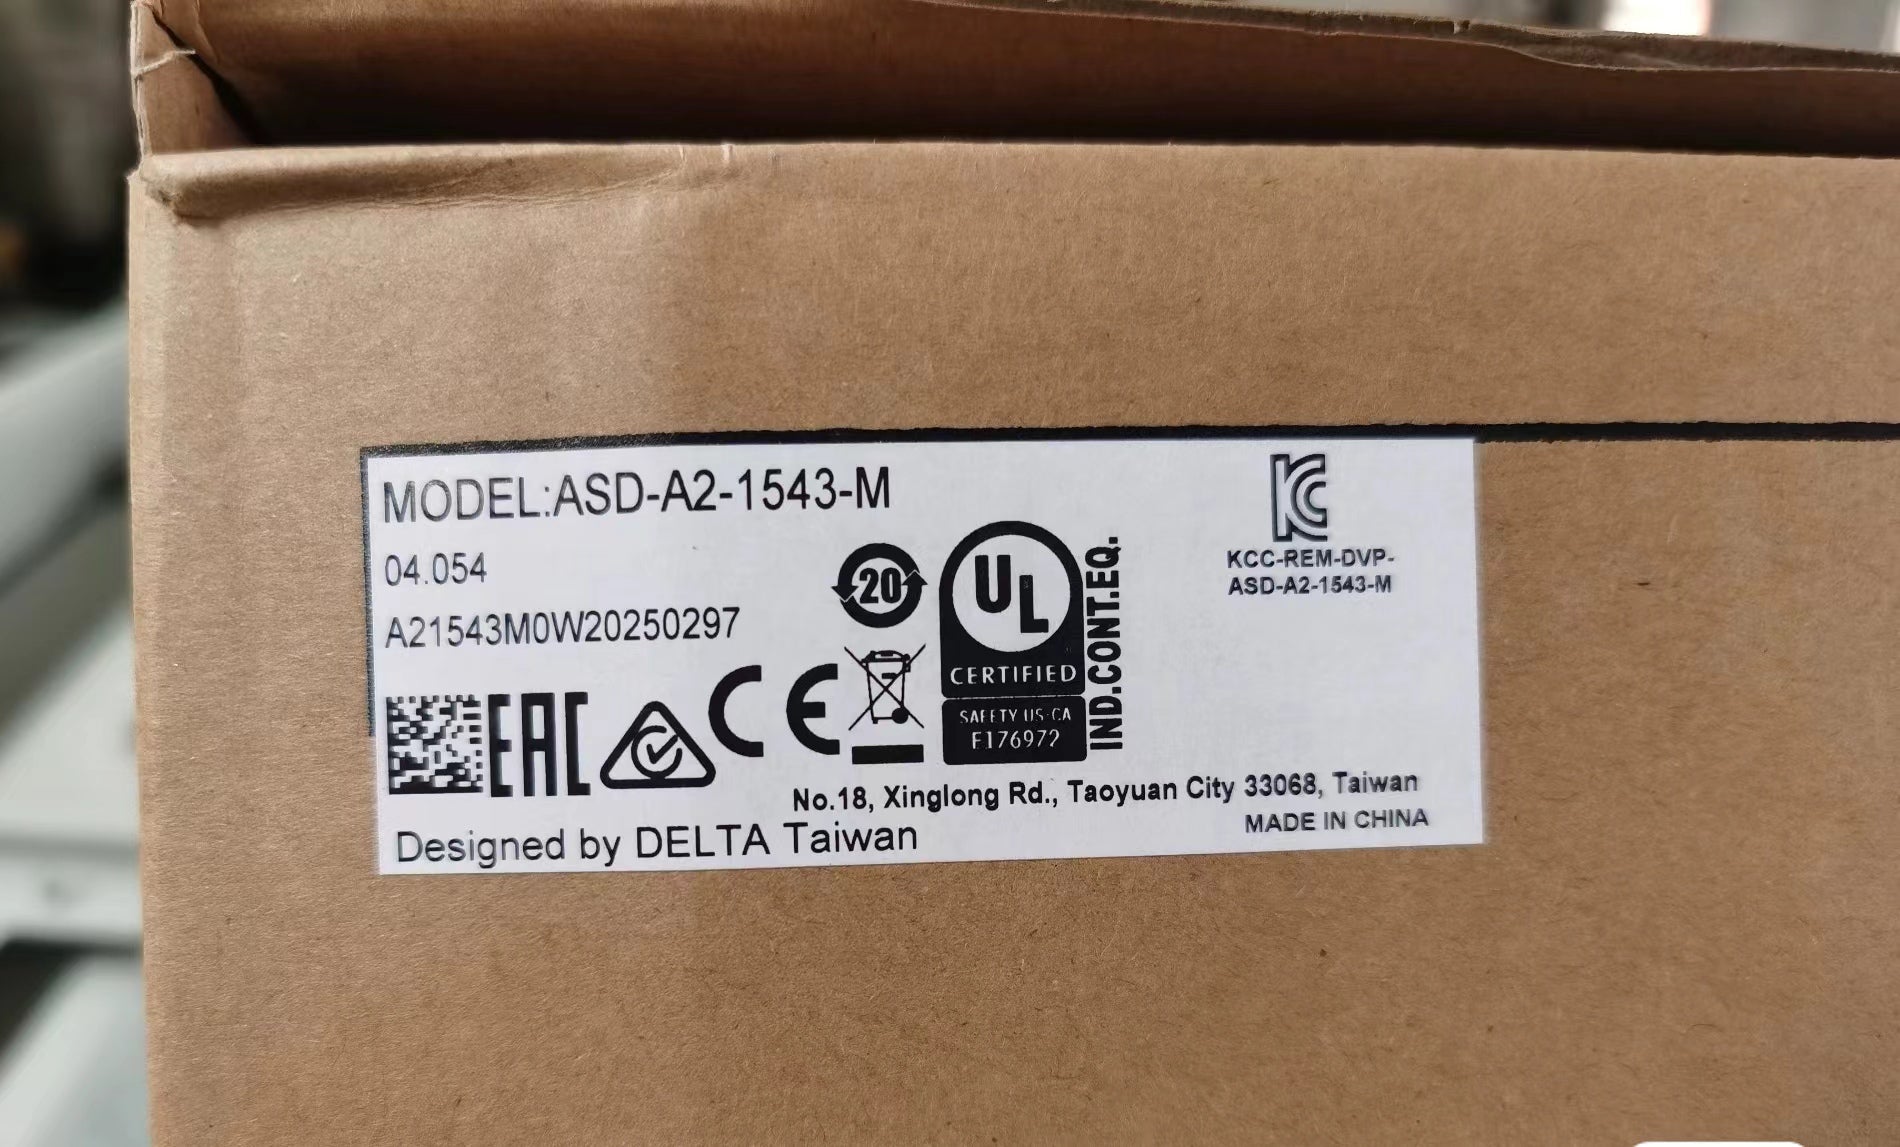 MODEL:ASD-A2-1543-M
04.054
A21543M0W20250297
20
UL
CERTIFIED
SAFETY US·CA
E176972
IND.CONT.EQ.
KC
KCC-REM-DVP-
ASD-A2-1543-M
EAC
CE
No.18, Xinglong Rd., Taoyuan City 33068, Taiwan
MADE IN CHINA
Designed by DELTA Taiwan